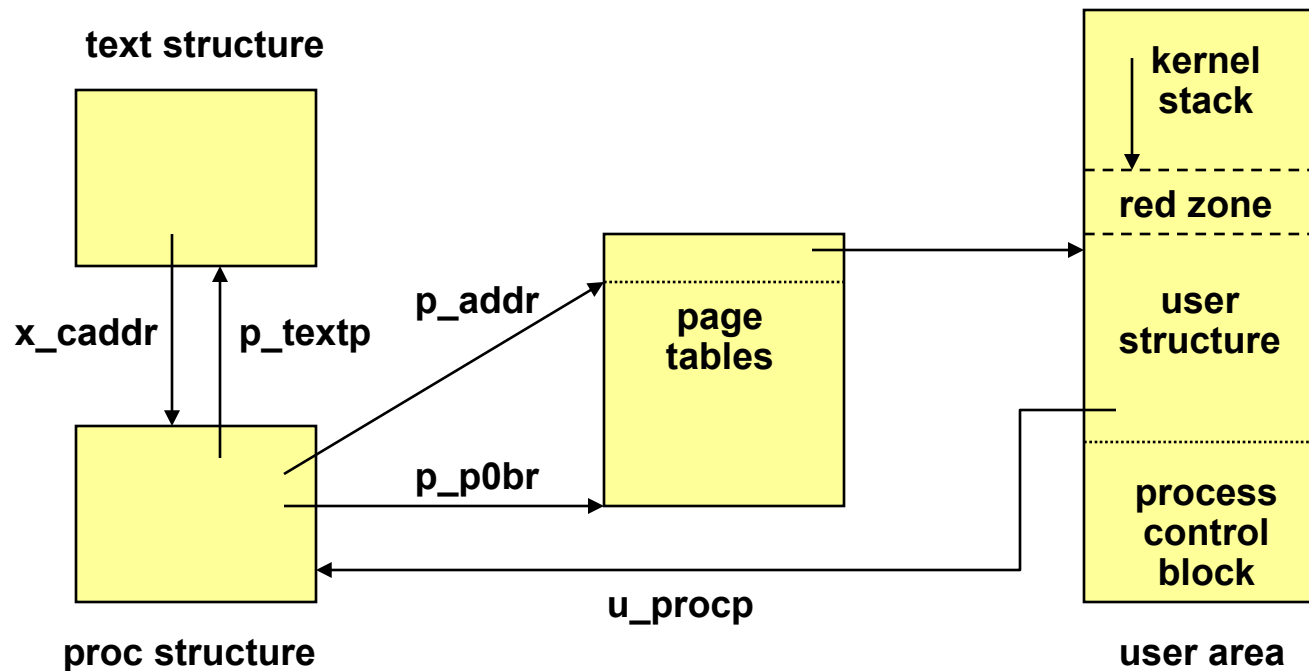 text structure
kernel
stack
red zone
p_addr
x_caddr
p_textp
page
tables
user
structure
p_p0br
process
control
block
u_procp
proc structure
user area